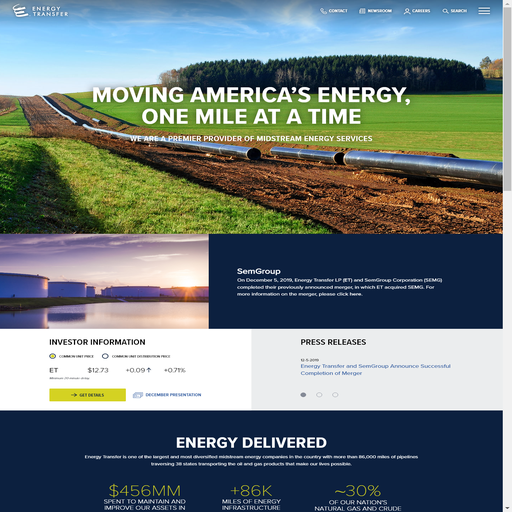 ENERGY
TRANSFER
CONTACT
NEWSROOM
CAREERS
SEARCH
MOVING AMERICA'S ENERGY,
ONE MILE AT A TIME
WE ARE A PREMIER PROVIDER OF MIDSTREAM ENERGY SERVICES
SemGroup
On December 5, 2019, Energy Transfer LP (ET) and SemGroup Corporation (SEMG)
completed their previously announced merger, in which ET acquired SEMG. For
more information on the merger, please click here.
INVESTOR INFORMATION
COMMON UNIT PRICE
COMMON UNIT DISTRIBUTION PRICE
ET $12.73 +0.09 +0.71%
GET DETAILS
DECEMBER PRESENTATION
PRESS RELEASES
12-5-2019
Energy Transfer and SemGroup Announce Successful
Completion of Merger
ENERGY DELIVERED
Energy Transfer is one of the largest and most diversified midstream energy companies in the country with more than 86,000 miles of pipelines
traversing 38 states transporting the oil and gas products that make our lives possible.
$456MM
SPENT TO MAINTAIN AND
IMPROVE OUR ASSETS IN
+86K
MILES OF ENERGY
INFRASTRUCTURE
~30%
OF OUR NATION'S
NATURAL GAS AND CRUDE